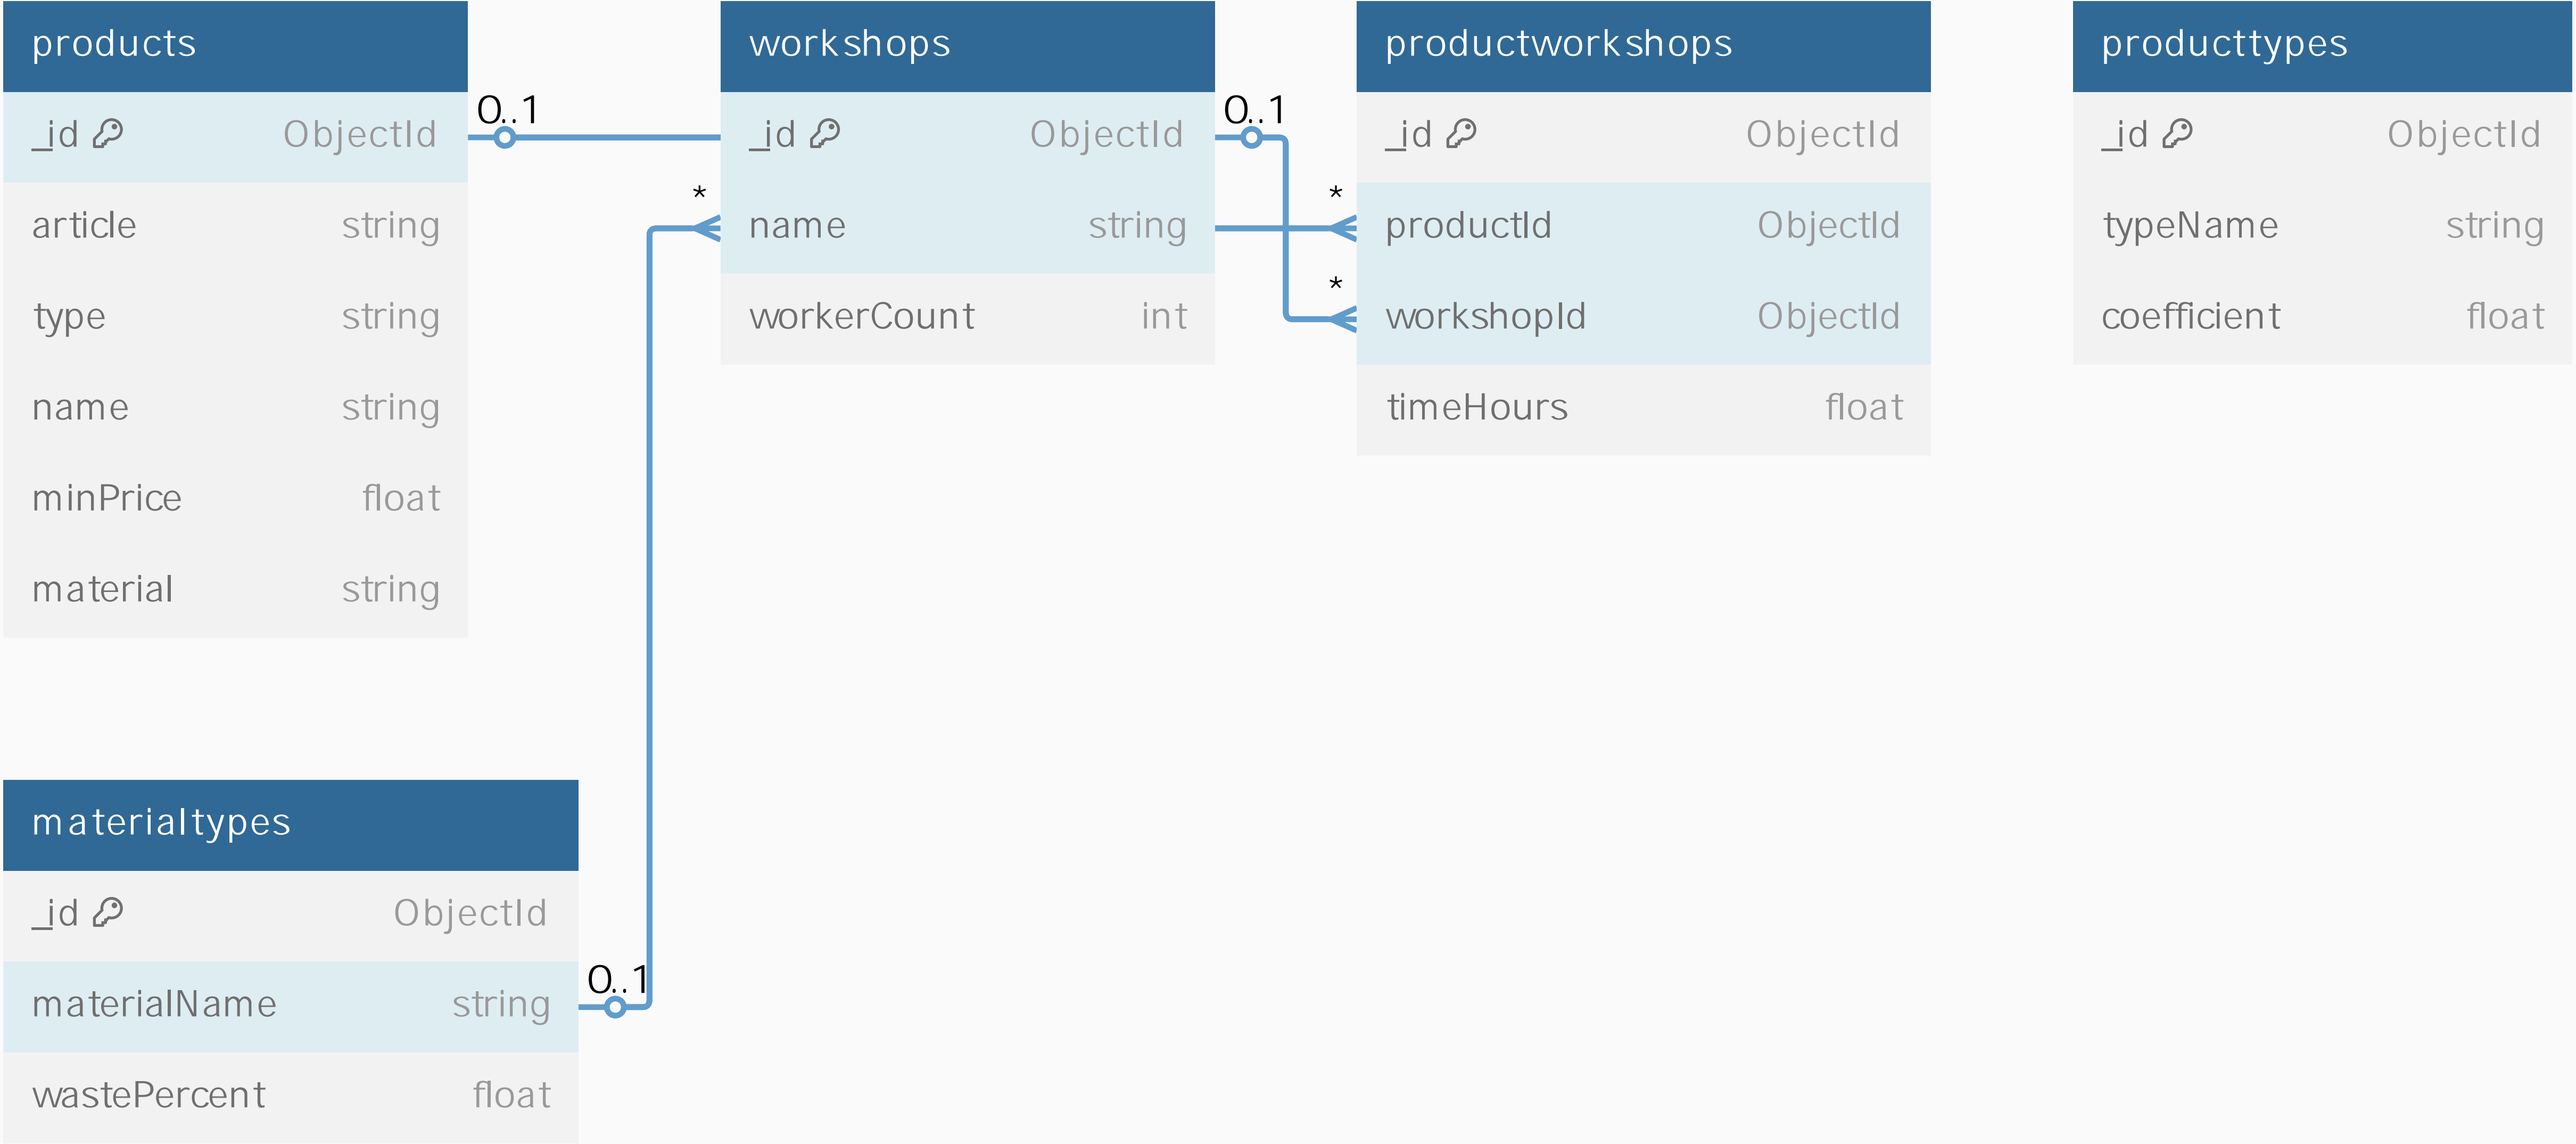 products
_id ObjectId
article string
type string
name string
minPrice float
material string
0..1
workshops
_id ObjectId
name string
workerCount int
*
0..1
productworkshops
_id ObjectId
productId ObjectId
workshopId ObjectId
timeHours float
*
*
producttypes
_id ObjectId
typeName string
coefficient float
materialtypes
_id ObjectId
materialName string
wastePercent float
0..1